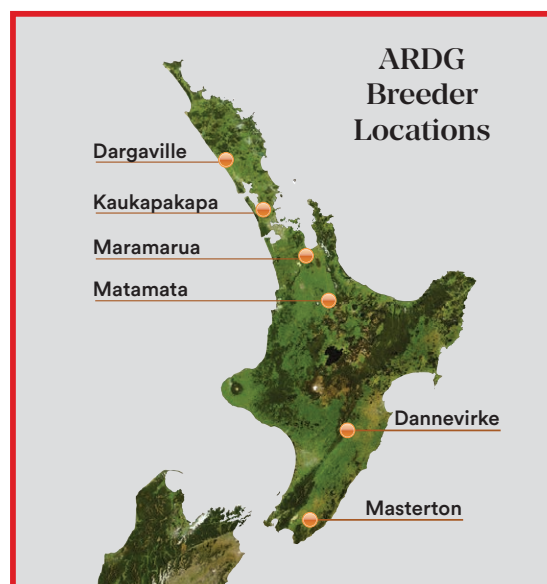 ARDG
Breeder
Locations
Dargaville
Kaukapakapa
Maramarua
Matamata
Dannevirke
Masterton